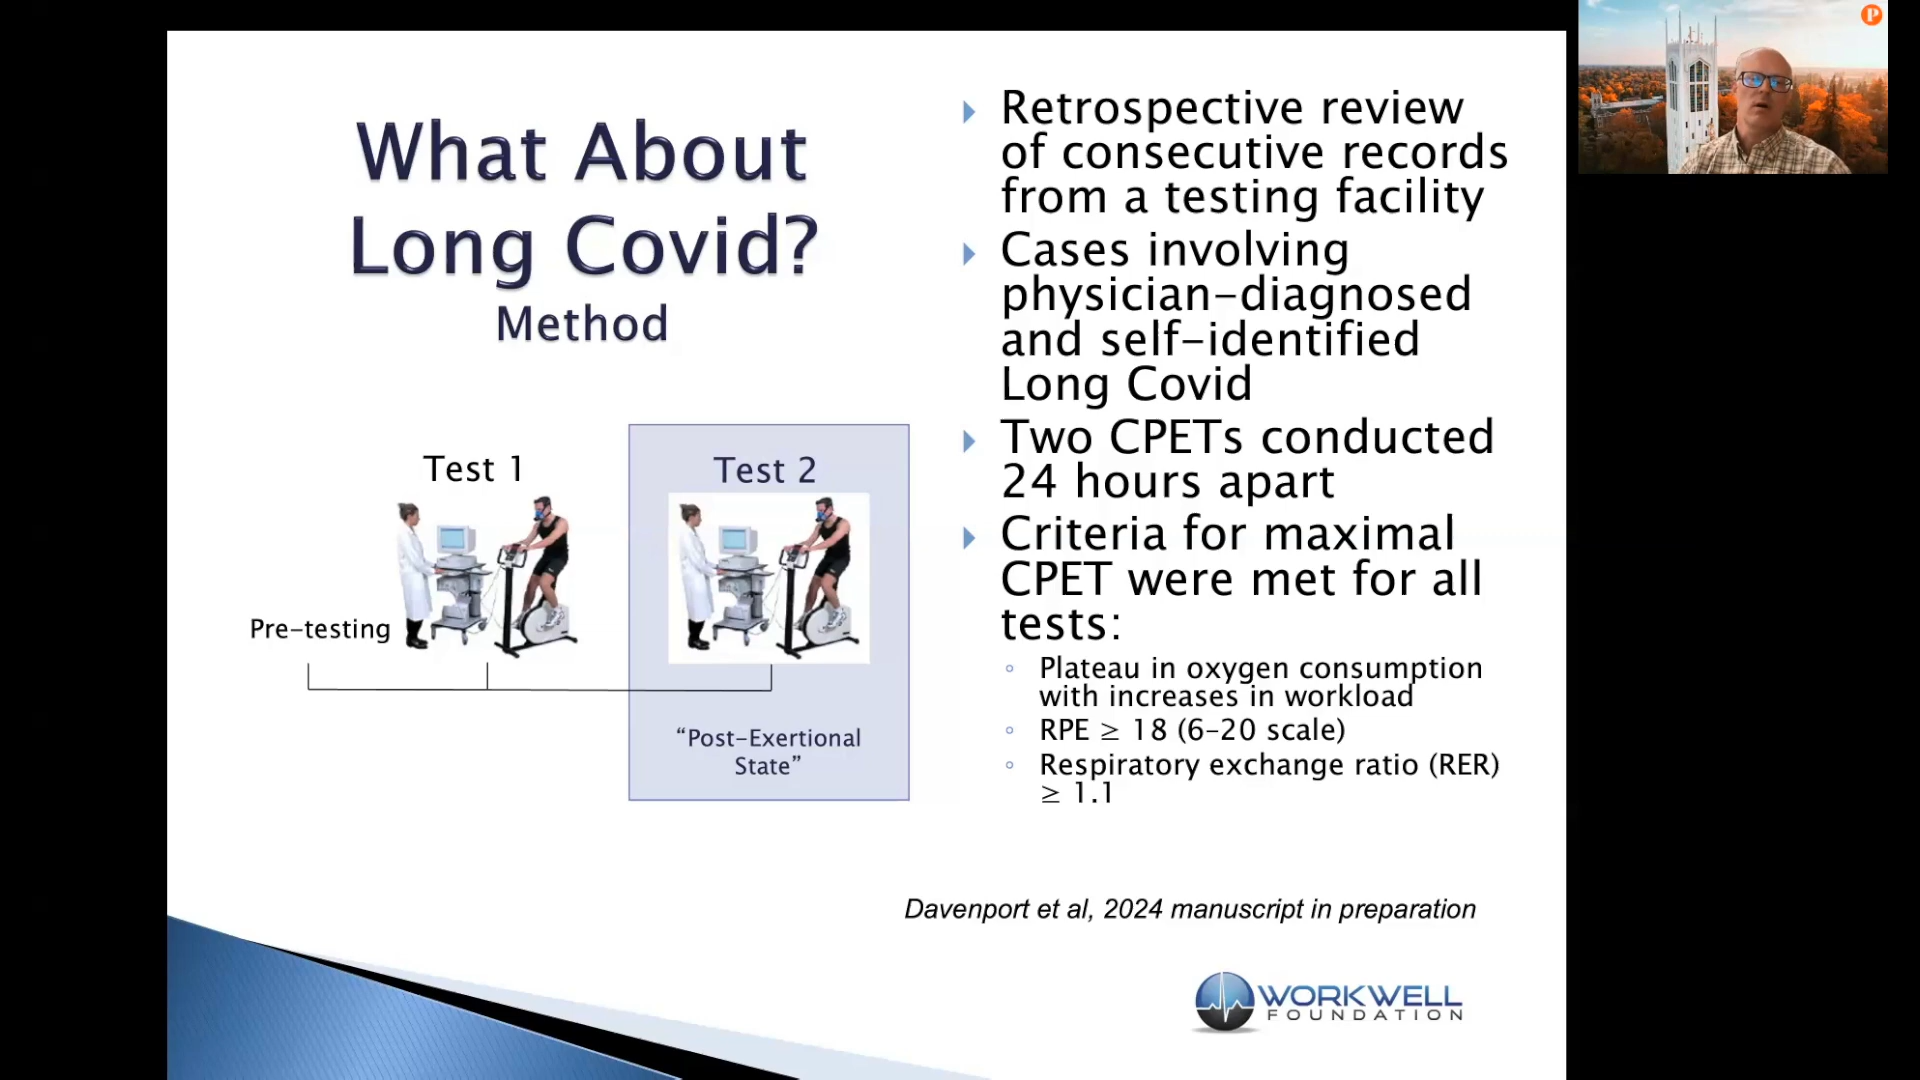 What About
Long Covid?
Method
Test 1
Test 2
Pre-testing
“Post-Exertional
State”
Retrospective review
of consecutive records
from a testing facility
Cases involving
physician-diagnosed
and self-identified
Long Covid
Two CPETs conducted
24 hours apart
Criteria for maximal
CPET were met for all
tests:
Plateau in oxygen consumption
with increases in workload
RPE ≥ 18 (6-20 scale)
Respiratory exchange ratio (RER)
≥ 1.1
Davenport et al, 2024 manuscript in preparation
WORKWELL
FOUNDATION
P